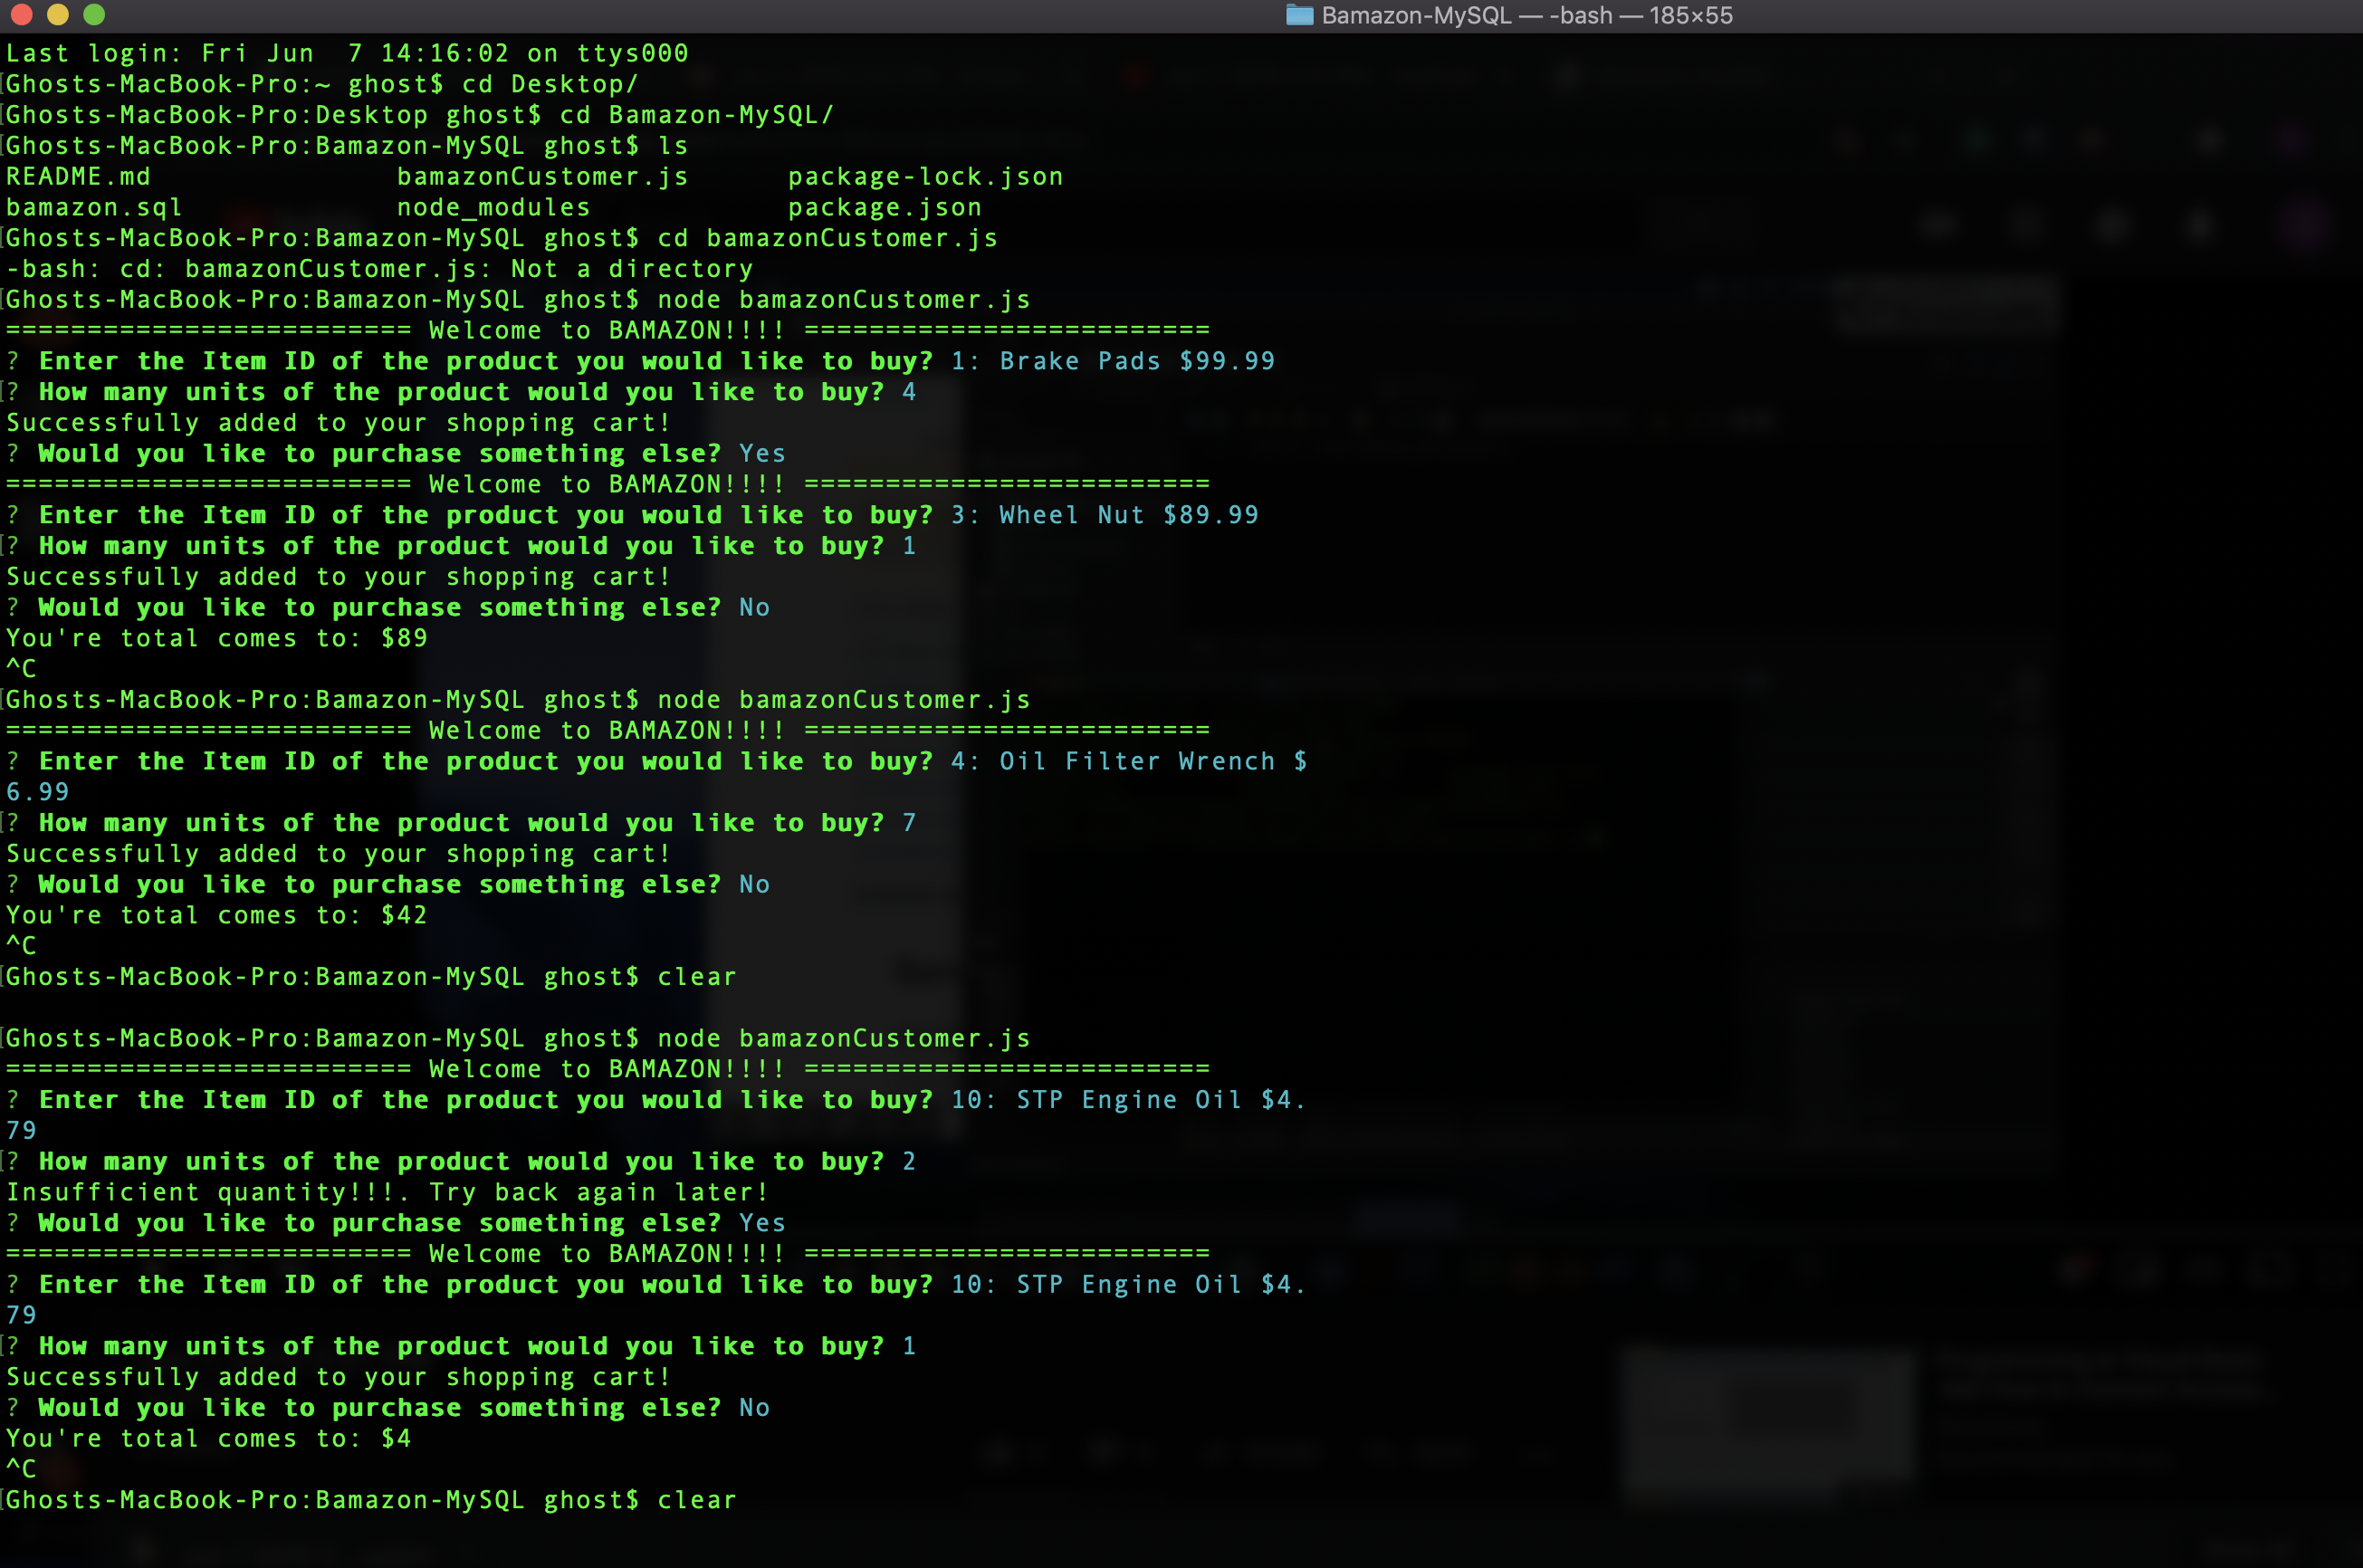 Bamazon-MySQL — -bash — 185×55
Last login: Fri Jun  7 14:16:02 on ttys000
Ghosts-MacBook-Pro:~ ghost$ cd Desktop/
Ghosts-MacBook-Pro:Desktop ghost$ cd Bamazon-MySQL/
Ghosts-MacBook-Pro:Bamazon-MySQL ghost$ ls
README.md               bamazonCustomer.js      package-lock.json
bamazon.sql             node_modules            package.json
Ghosts-MacBook-Pro:Bamazon-MySQL ghost$ cd bamazonCustomer.js
-bash: cd: bamazonCustomer.js: Not a directory
Ghosts-MacBook-Pro:Bamazon-MySQL ghost$ node bamazonCustomer.js
========================= Welcome to BAMAZON!!!! =========================
? Enter the Item ID of the product you would like to buy? 1: Brake Pads $99.99
? How many units of the product would you like to buy? 4
Successfully added to your shopping cart!
? Would you like to purchase something else? Yes
========================= Welcome to BAMAZON!!!! =========================
? Enter the Item ID of the product you would like to buy? 3: Wheel Nut $89.99
? How many units of the product would you like to buy? 1
Successfully added to your shopping cart!
? Would you like to purchase something else? No
You're total comes to: $89
^C
Ghosts-MacBook-Pro:Bamazon-MySQL ghost$ node bamazonCustomer.js
========================= Welcome to BAMAZON!!!! =========================
? Enter the Item ID of the product you would like to buy? 4: Oil Filter Wrench $
6.99
? How many units of the product would you like to buy? 7
Successfully added to your shopping cart!
? Would you like to purchase something else? No
You're total comes to: $42
^C
Ghosts-MacBook-Pro:Bamazon-MySQL ghost$ clear
Ghosts-MacBook-Pro:Bamazon-MySQL ghost$ node bamazonCustomer.js
========================= Welcome to BAMAZON!!!! =========================
? Enter the Item ID of the product you would like to buy? 10: STP Engine Oil $4.
79
? How many units of the product would you like to buy? 2
Insufficient quantity!!!. Try back again later!
? Would you like to purchase something else? Yes
========================= Welcome to BAMAZON!!!! =========================
? Enter the Item ID of the product you would like to buy? 10: STP Engine Oil $4.
79
? How many units of the product would you like to buy? 1
Successfully added to your shopping cart!
? Would you like to purchase something else? No
You're total comes to: $4
^C
Ghosts-MacBook-Pro:Bamazon-MySQL ghost$ clear